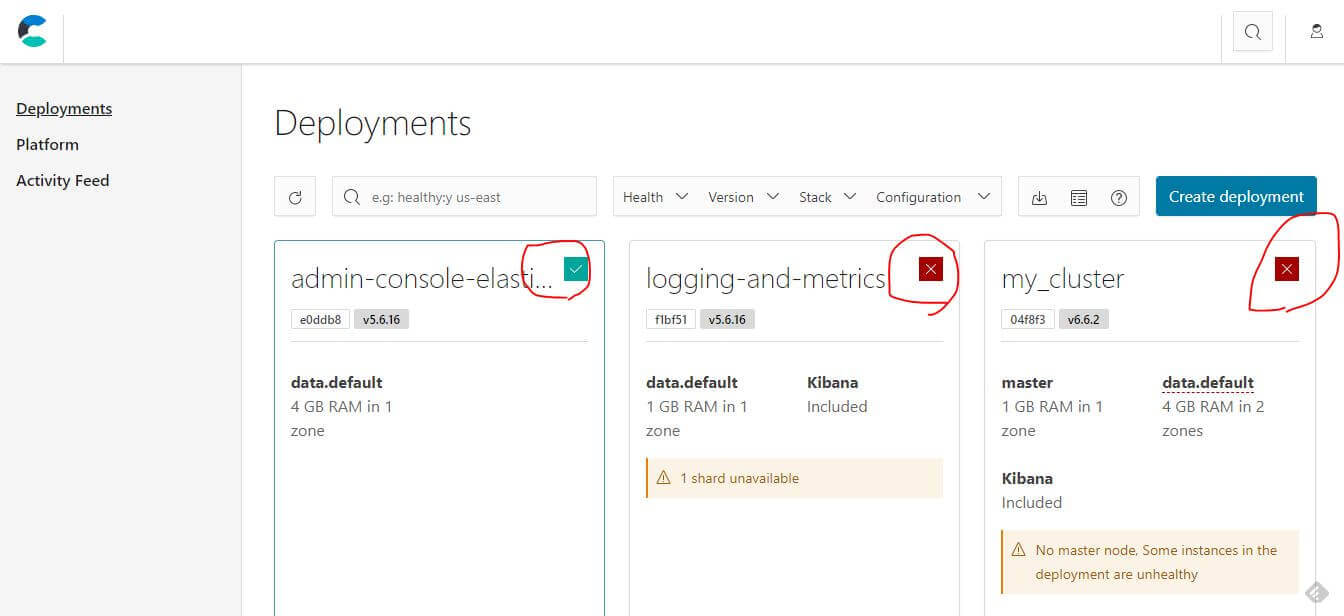 Deployments
Platform
Activity Feed
Deployments
e.g: healthy:y us-east
Health Version Stack Configuration
Create deployment
admin-console-elasti...
e0ddb8 v5.6.16
data.default
4 GB RAM in 1
zone
logging-and-metrics
f1bf51 v5.6.16
data.default
1 GB RAM in 1
zone
Kibana
Included
1 shard unavailable
my_cluster
04f8f3 v6.6.2
master
1 GB RAM in 1
zone
data.default
4 GB RAM in 2
zones
Kibana
Included
No master node, Some instances in the
deployment are unhealthy